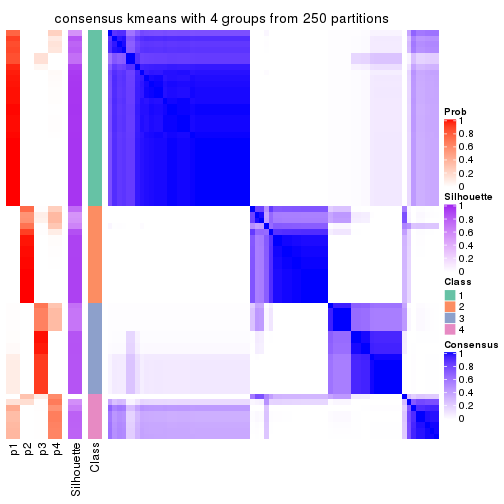 consensus kmeans with 4 groups from 250 partitions
Prob
1
0.8
0.6
0.4
0.2
0
Silhouette
1
0.8
0.6
0.4
0.2
0
Class
1
2
3
4
Consensus
1
0.8
0.6
0.4
0.2
0
p1
p2
p3
p4
Silhouette
Class